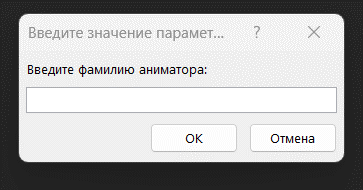 Введите значение парамет... ?
Введите фамилию аниматора:
ОК
Отмена